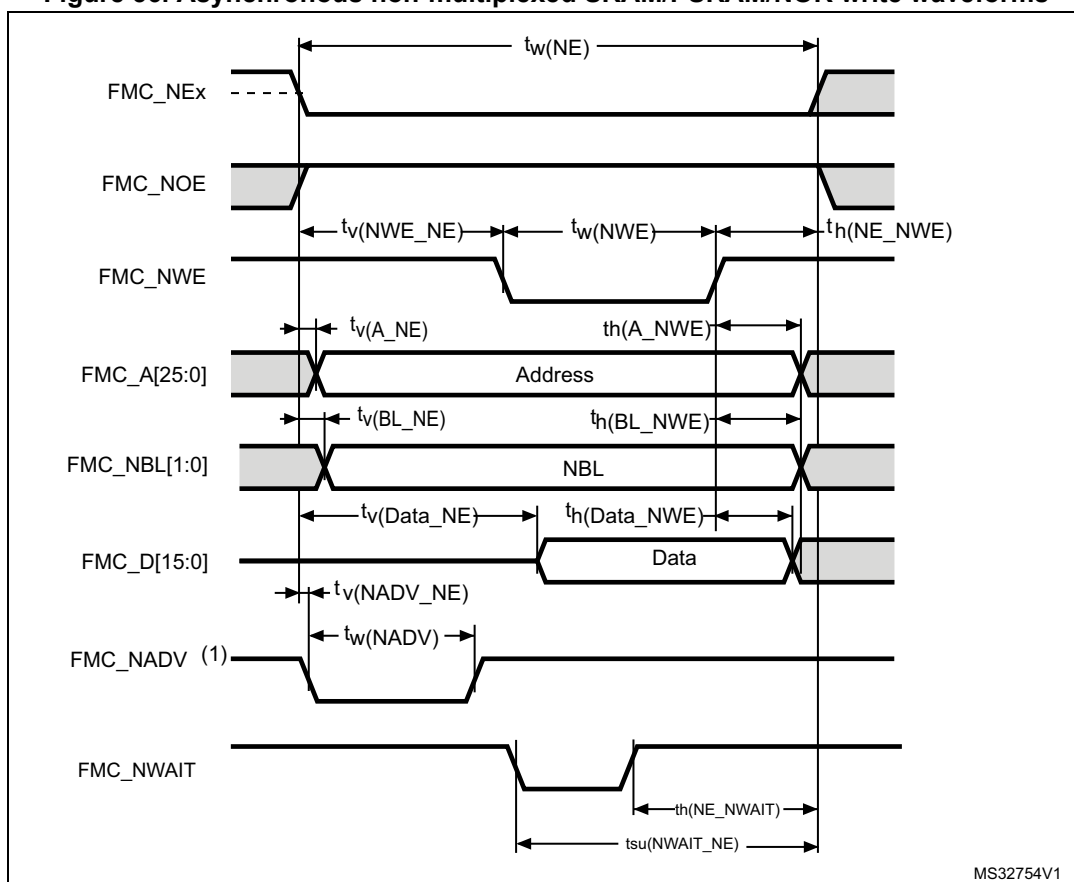 Asynchronous non-multiplexed SRAM/PSRAM/NOR write waveforms
tw(NE)
FMC_NEx
FMC_NOE
tv(NWE_NE) tw(NWE) th(NE_NWE)
FMC_NWE
tv(A_NE) th(A_NWE)
FMC_A[25:0] Address
tv(BL_NE) th(BL_NWE)
FMC_NBL[1:0] NBL
tv(Data_NE) th(Data_NWE)
FMC_D[15:0] Data
tv(NADV_NE)
tw(NADV)
FMC_NADV (1)
FMC_NWAIT
th(NE_NWAIT)
tsu(NWAIT_NE)
MS32754V1